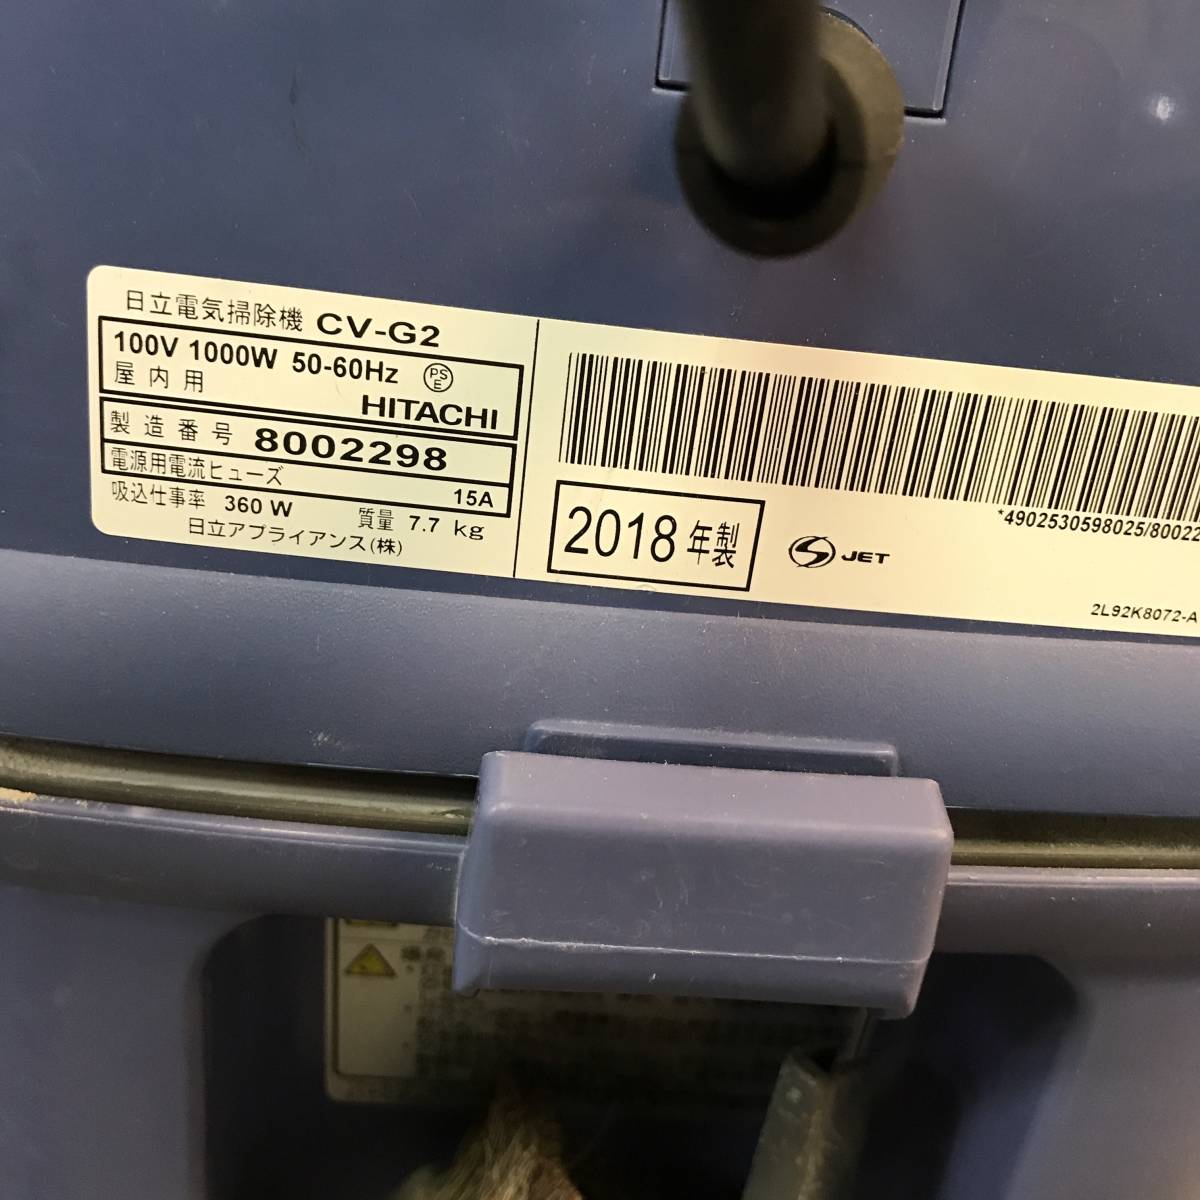 日立電気掃除機 CV-G2
100V 1000W 50-60Hz PSE
屋内用
HITACHI
製造番号 8002298
電源用電流ヒューズ 15A
吸込仕事率 360 W 質量 7.7 kg
日立アプライアンス(株)
*4902530598025/80022
2018年製
JET
2L92K8072-A